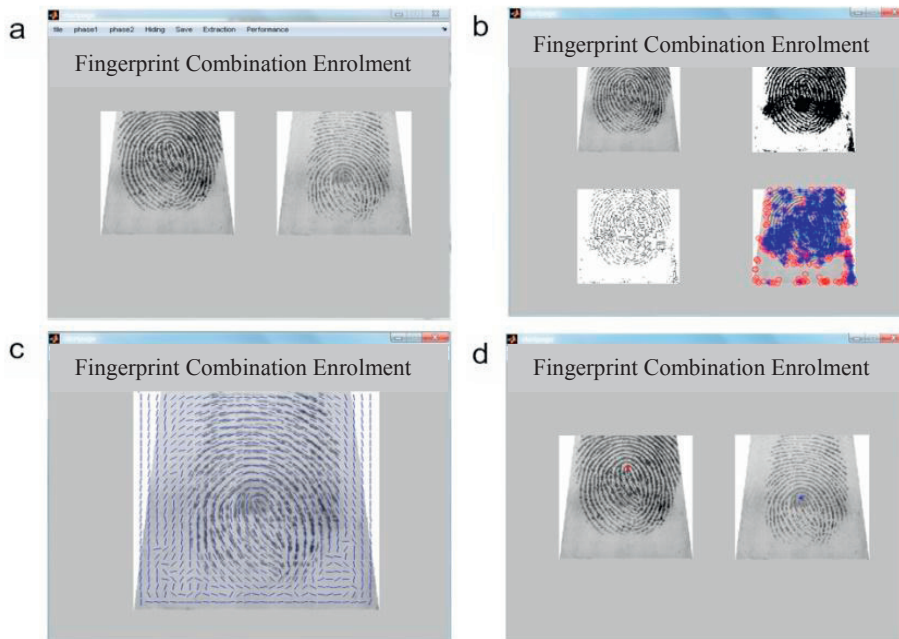 a
file phase1 phase2 Hiding Save Extraction Performance
Fingerprint Combination Enrolment
b
Fingerprint Combination Enrolment
c
Fingerprint Combination Enrolment
d
Fingerprint Combination Enrolment